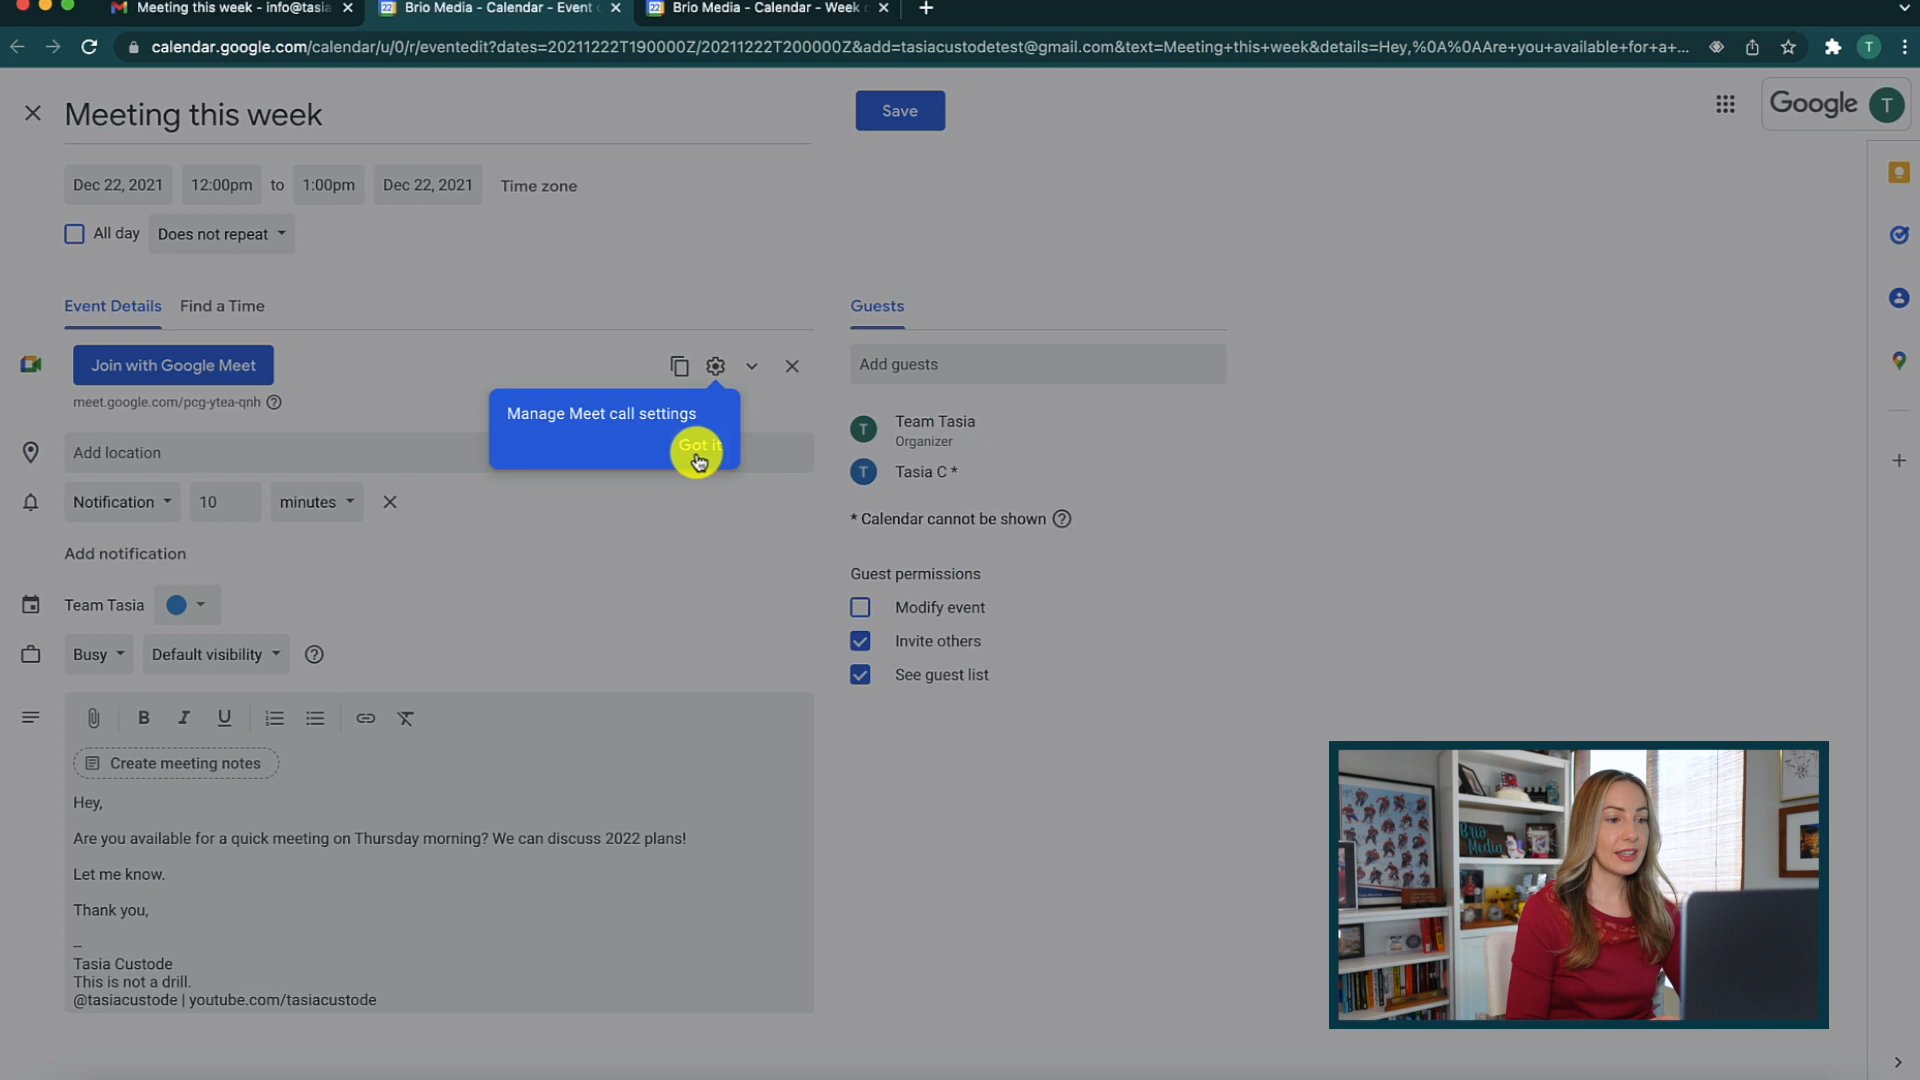 Meeting this week - info@tasia
Brio Media - Calendar - Event
Brio Media - Calendar - Week
calendar.google.com/calendar/u/0/r/eventedit?dates=20211222T190000Z/20211222T200000Z&add=tasiacustodetest@gmail.com&text=Meeting+this+week&details=Hey,%0A%0AAre+you+available+for+a+...
T
Meeting this week
Save
Google T
Dec 22, 2021 12:00pm to 1:00pm Dec 22, 2021 Time zone
All day Does not repeat
Event Details Find a Time
Guests
Join with Google Meet
meet.google.com/pcg-ytea-qnh
Manage Meet call settings
Got it
Add guests
Add location
T Team Tasia
Organizer
T Tasia C *
Notification 10 minutes
* Calendar cannot be shown
Add notification
Guest permissions
Team Tasia
Modify event
Invite others
Busy Default visibility
See guest list
B I U
Create meeting notes
Hey,
Are you available for a quick meeting on Thursday morning? We can discuss 2022 plans!
Let me know.
Thank you,
--
Tasia Custode
This is not a drill.
@tasiacustode | youtube.com/tasiacustode
Brio
Media